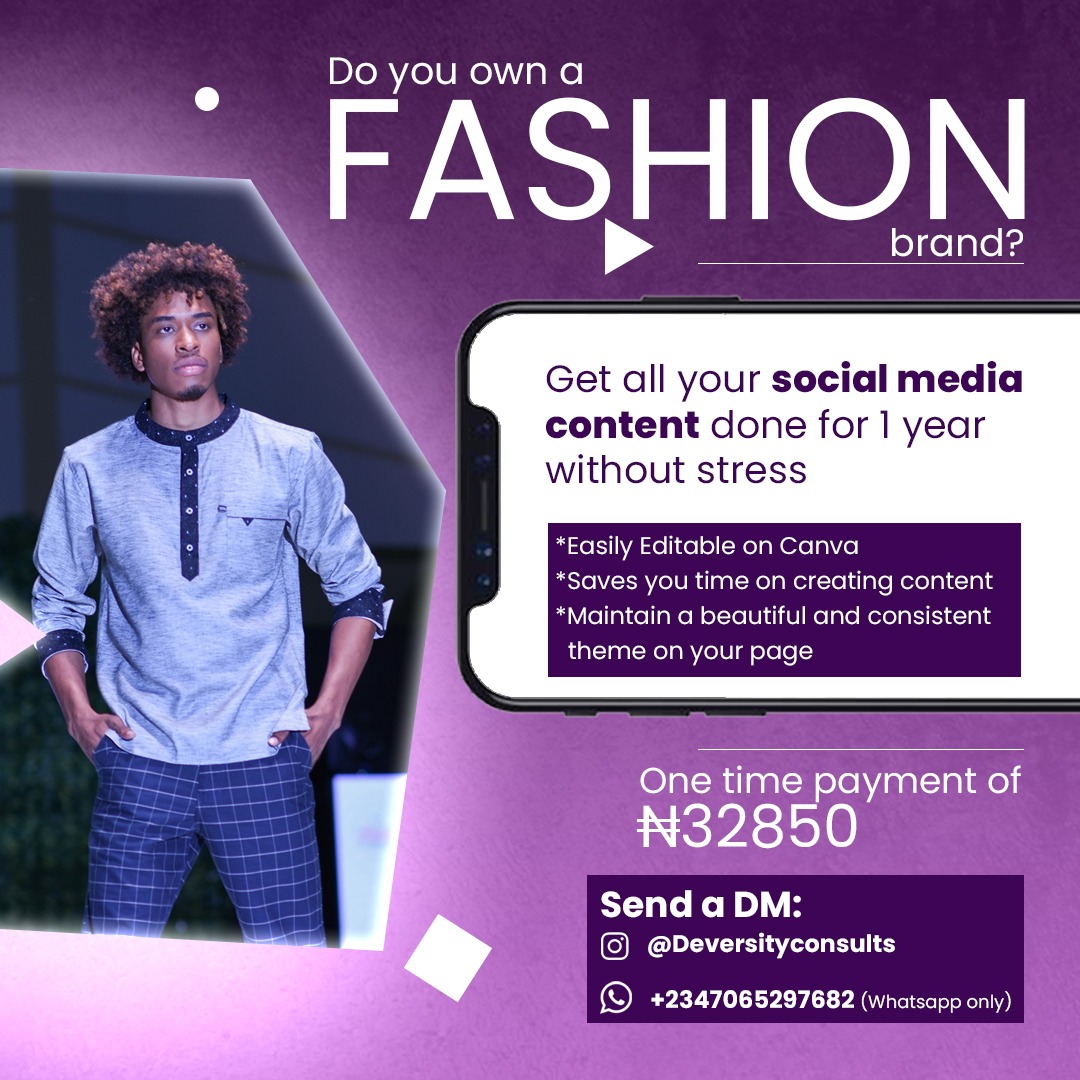 Do you own a
FASHION
brand?
Get all your social media
content done for 1 year
without stress
*Easily Editable on Canva
*Saves you time on creating content
*Maintain a beautiful and consistent
theme on your page
One time payment of
₦32850
Send a DM:
@Deversityconsults
+2347065297682 (Whatsapp only)